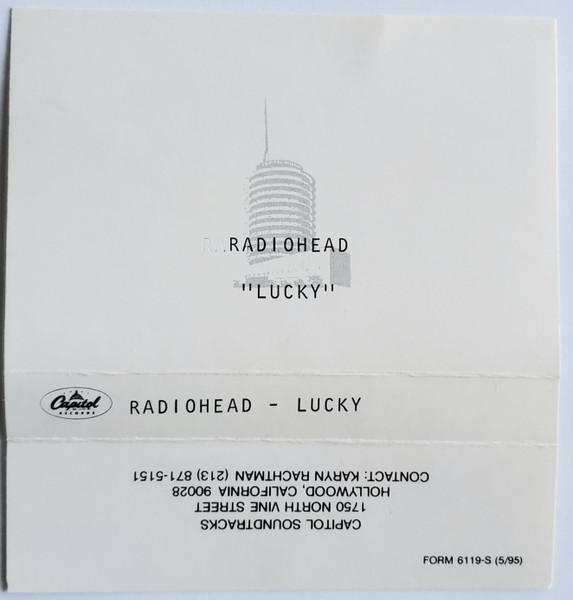 RADIOHEAD
"LUCKY"
Capitol
RECORDS
RADIOHEAD - LUCKY
CAPITOL SOUNDTRACKS
1750 NORTH VINE STREET
HOLLYWOOD, CALIFORNIA 90028
CONTACT: KARYN RACHTMAN (213) 871-5151
FORM 6119-S (5/95)